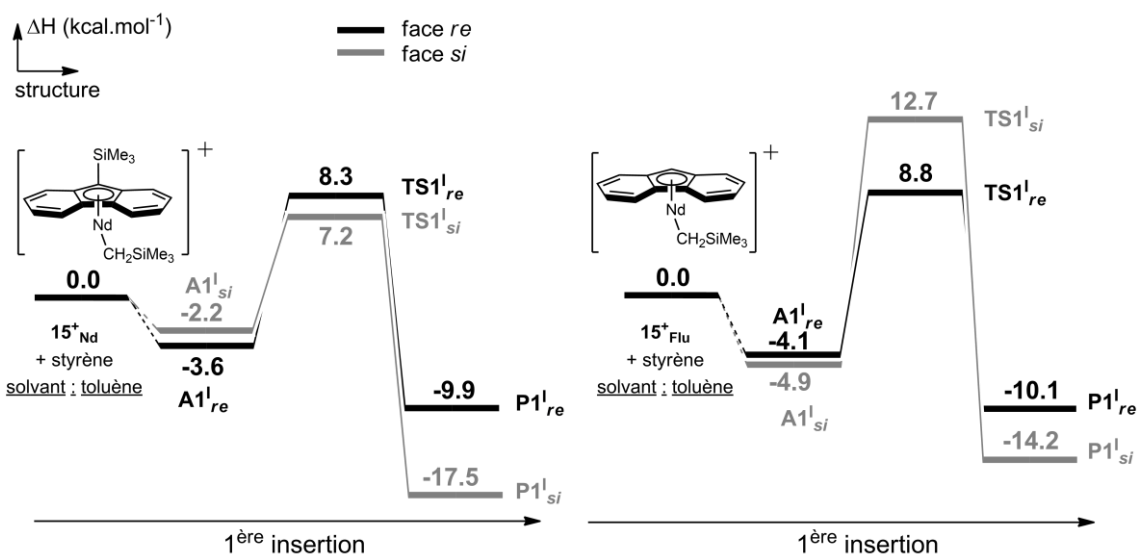 ΔH (kcal.mol⁻¹)
structure
face re
face si
SiMe₃
+
Nd
CH₂SiMe₃
0.0
15⁺Nd
+ styrène
solvant : toluène
A1ᴵsi
-2.2
-3.6
A1ᴵre
8.3
TS1ᴵre
TS1ᴵsi
7.2
-9.9
P1ᴵre
-17.5
P1ᴵsi
1ère insertion
+
Nd
CH₂SiMe₃
0.0
15⁺Flu
+ styrène
solvant : toluène
A1ᴵre
-4.1
-4.9
A1ᴵsi
12.7
TS1ᴵsi
8.8
TS1ᴵre
-10.1
P1ᴵre
-14.2
P1ᴵsi
1ère insertion